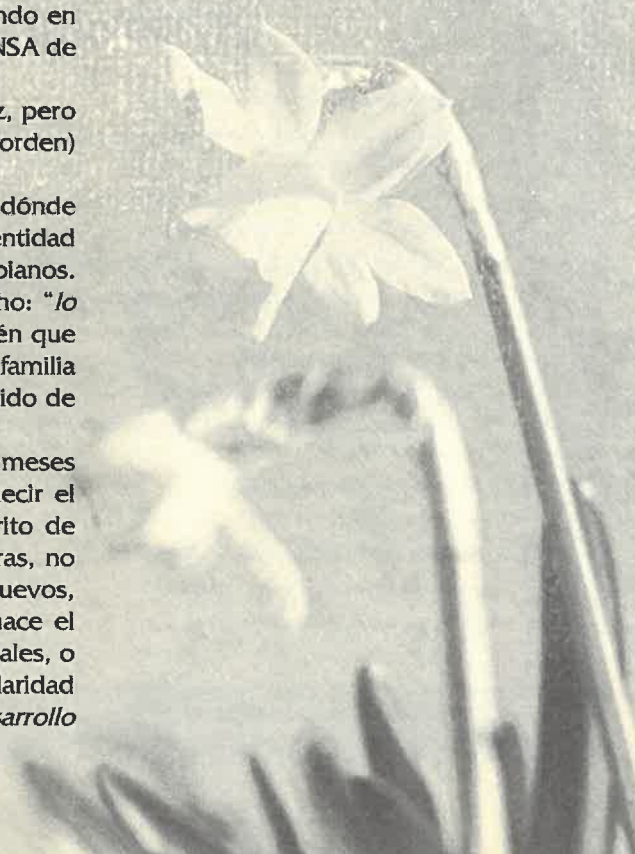 ndo en
NSA de
z, pero
orden)
dónde
entidad
bianos.
no: "lo
én que
familia
ido de
meses
ecir el
rito de
ras, no
uevos,
nace el
ales, o
laridad
sarrollo